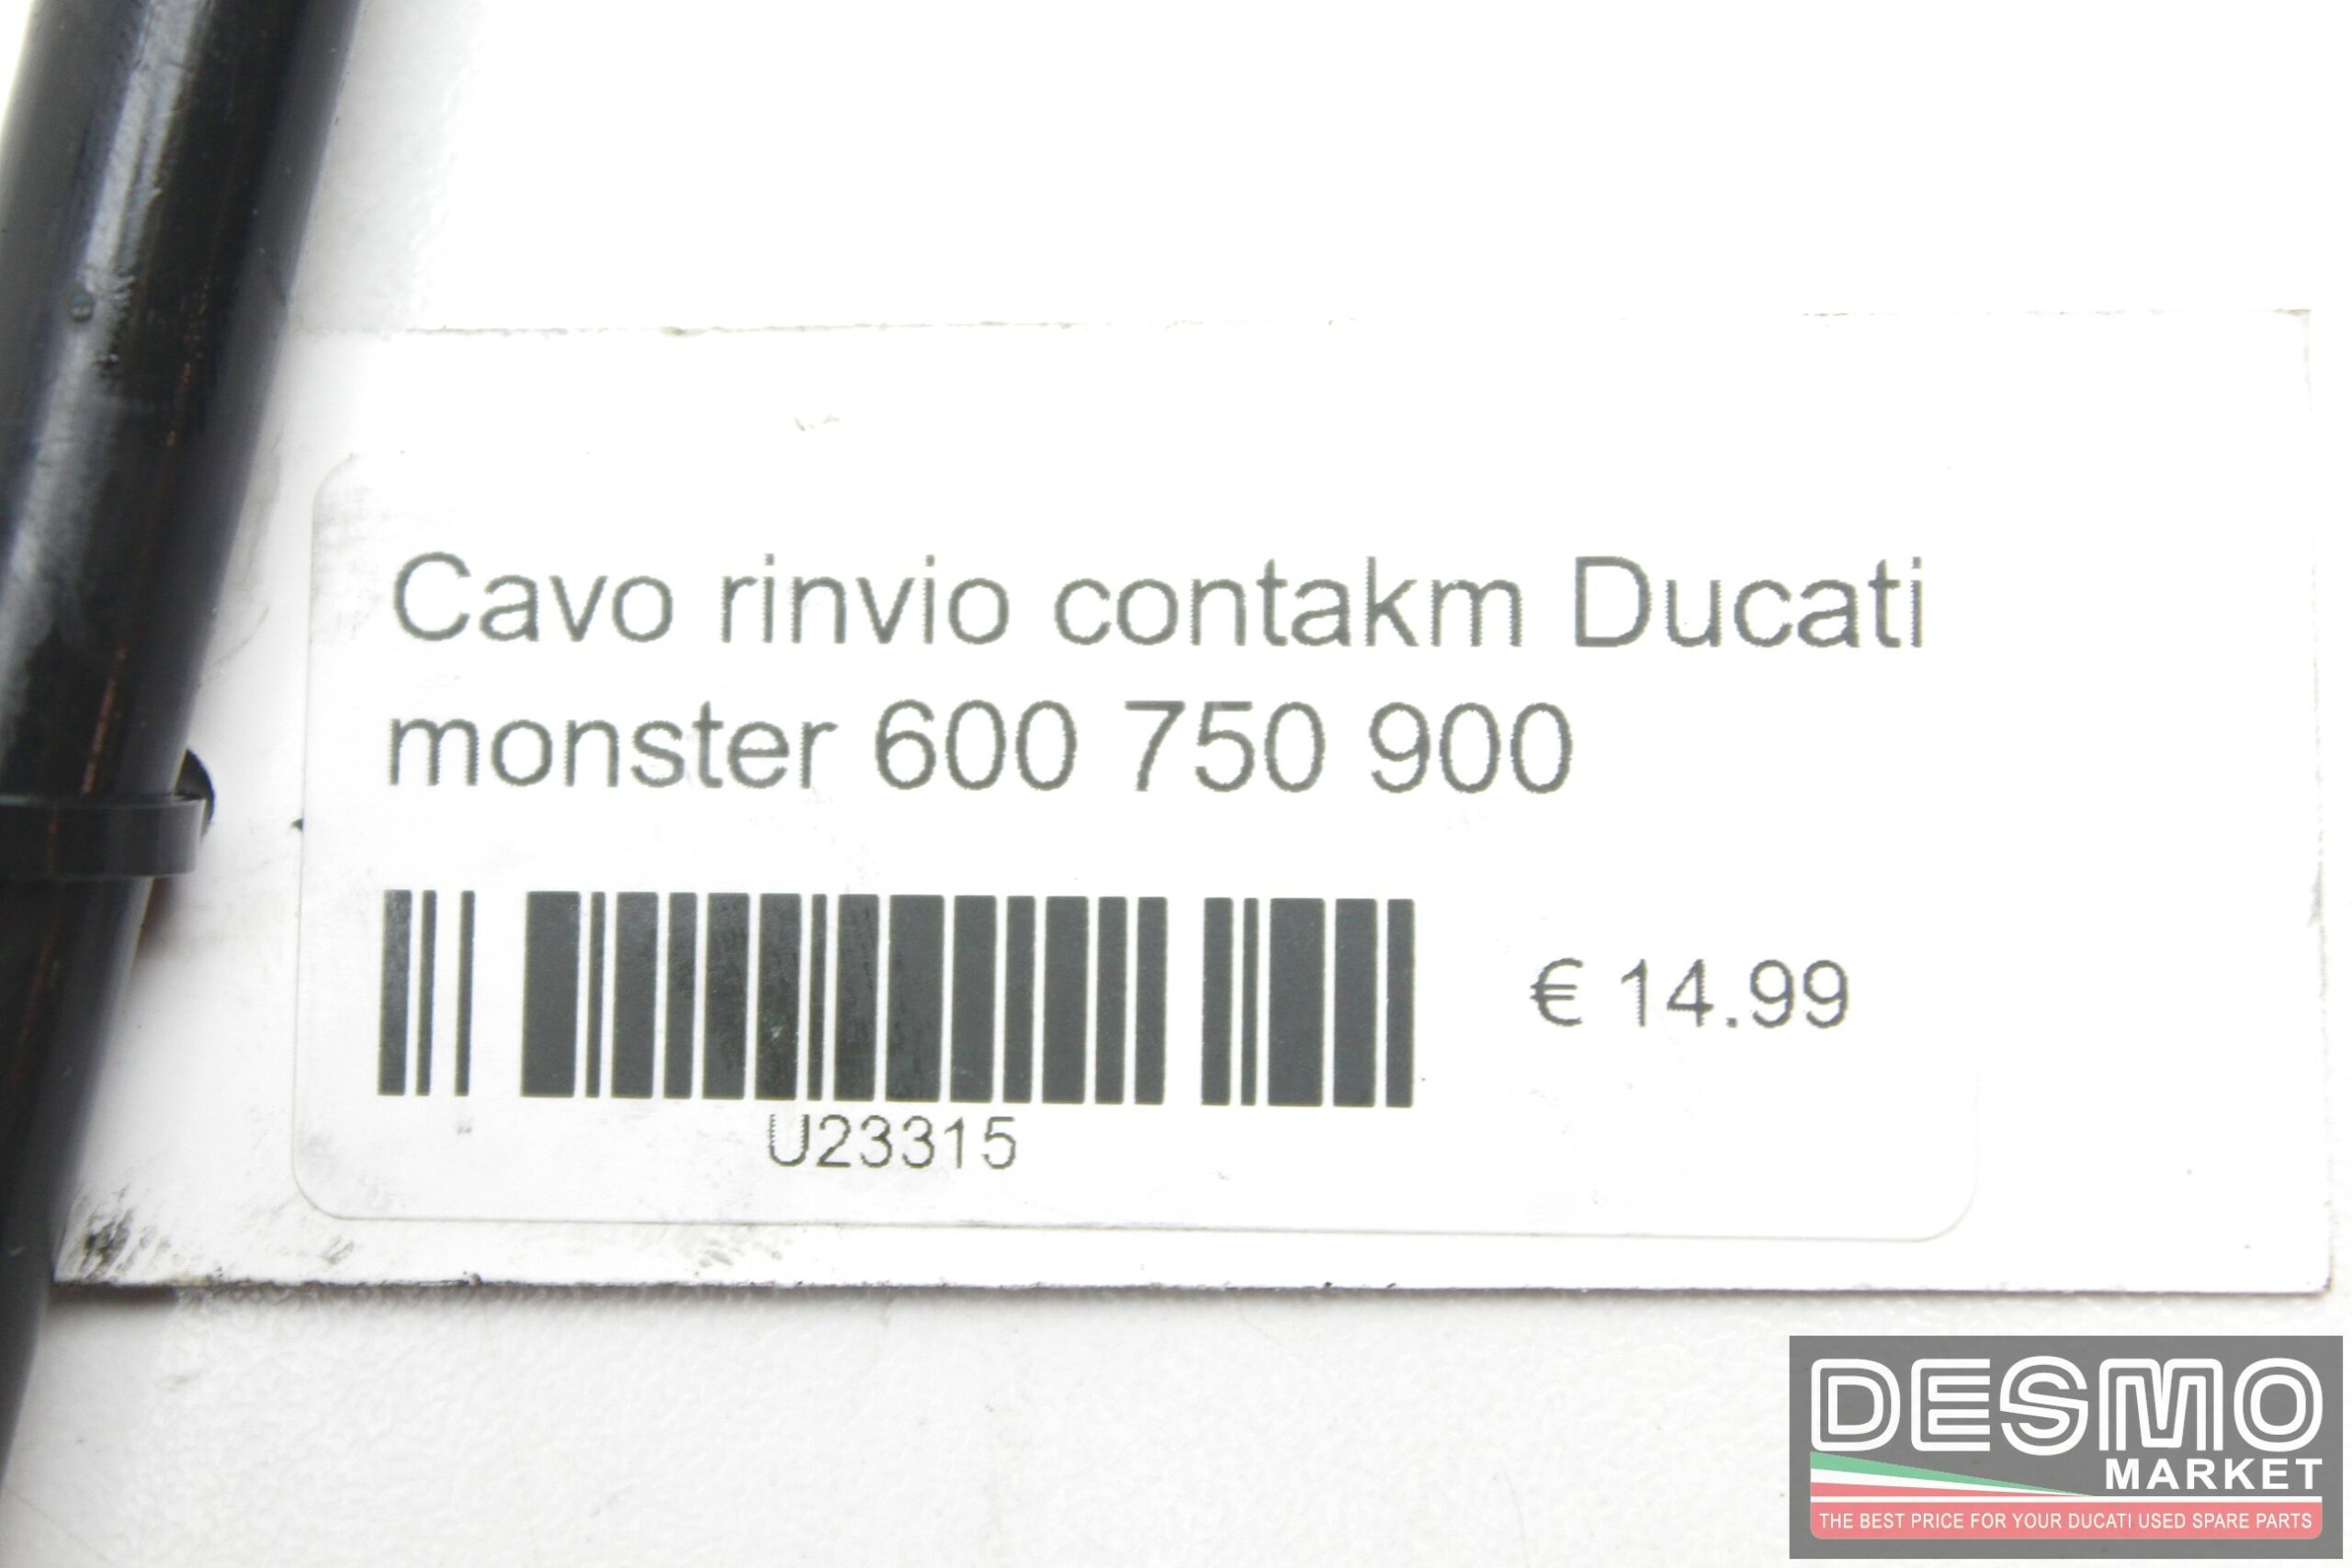 Cavo rinvio contakm Ducati
monster 600 750 900
€ 14.99
U23315
DESMO
MARKET
THE BEST PRICE FOR YOUR DUCATI USED SPARE PARTS